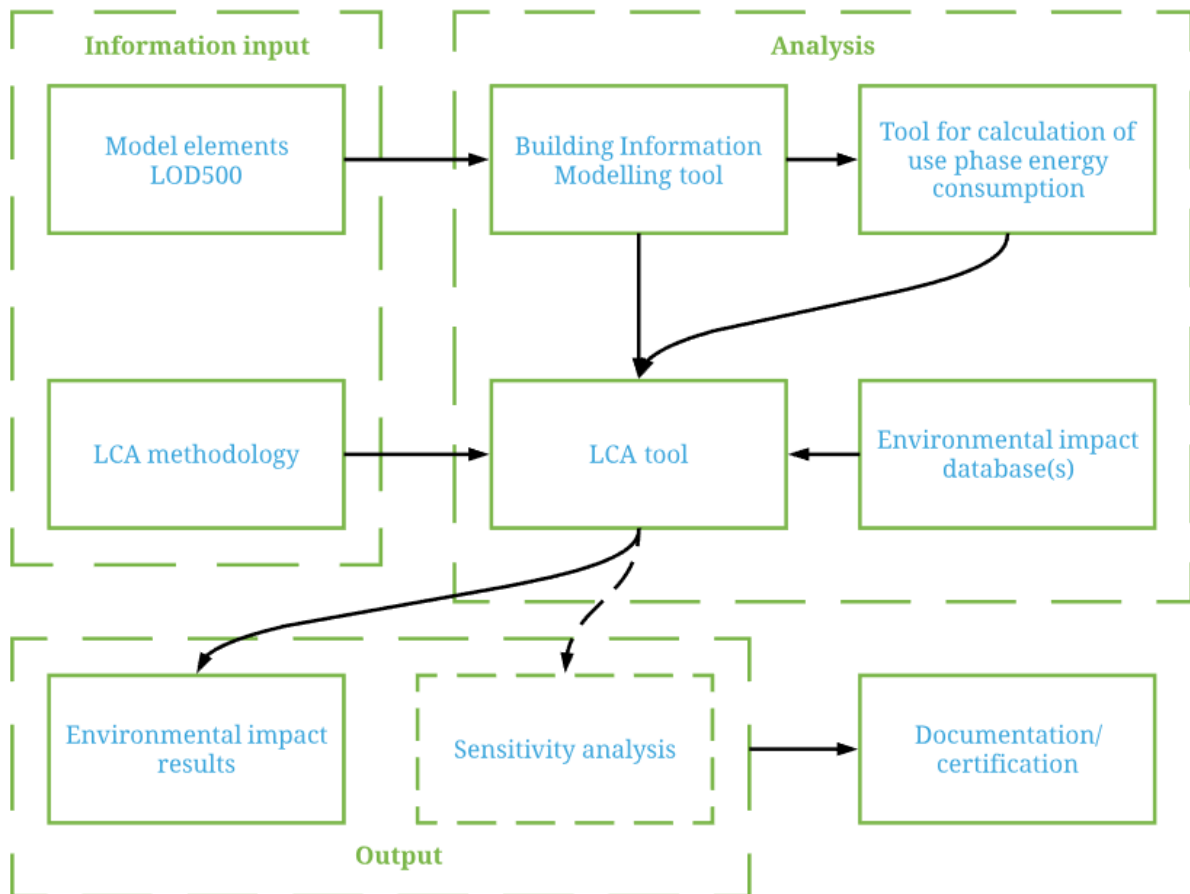 Information input
Analysis
Model elements
LOD500
Building Information
Modelling tool
Tool for calculation of
use phase energy
consumption
LCA methodology
LCA tool
Environmental impact
database(s)
Environmental impact
results
Sensitivity analysis
Documentation/
certification
Output